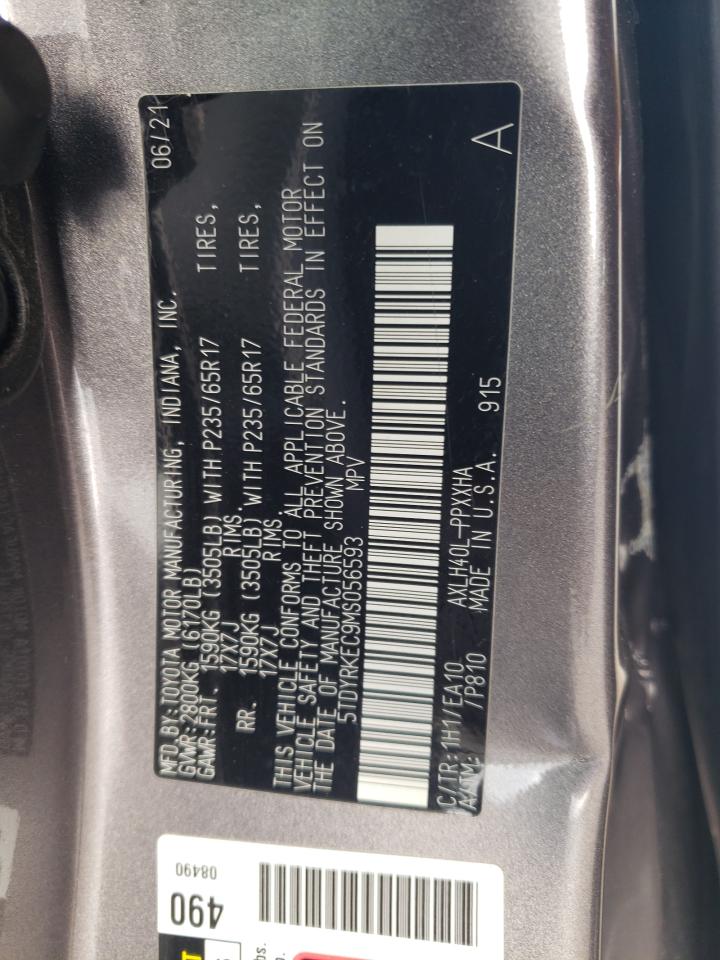 MFD. BY: TOYOTA MOTOR MANUFACTURING, INDIANA, INC. 06/21
GVWR: 2800KG (6170LB)
GAWR: FRT. 1590KG (3505LB) WITH P235/65R17 TIRES,
17X7J RIMS
RR. 1590KG (3505LB) WITH P235/65R17 TIRES,
17X7J RIMS
THIS VEHICLE CONFORMS TO ALL APPLICABLE FEDERAL MOTOR
VEHICLE SAFETY AND THEFT PREVENTION STANDARDS IN EFFECT ON
THE DATE OF MANUFACTURE SHOWN ABOVE.
5TDYRKEC9MS056593 MPV
C/TR: 1H1/EA10 AXLH40L-PPXXHA
A/TM: /P810 MADE IN U.S.A. 915 A
490
08490